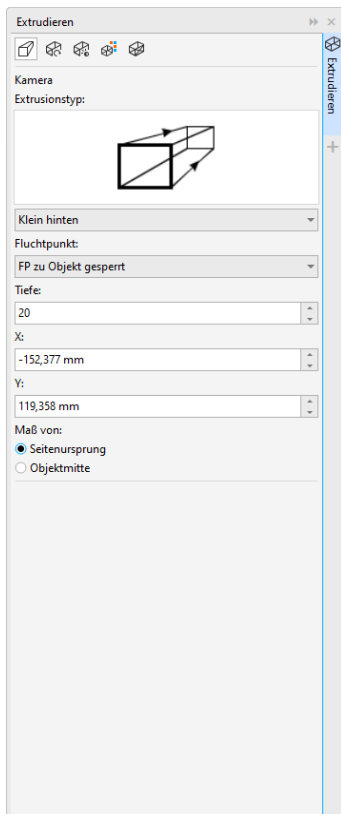 Extrudieren
Extrudieren
Kamera
Extrusionstyp:
Klein hinten
Fluchtpunkt:
FP zu Objekt gesperrt
Tiefe:
20
X:
-152,377 mm
Y:
119,358 mm
Maß von:
Seitenursprung
Objektmitte